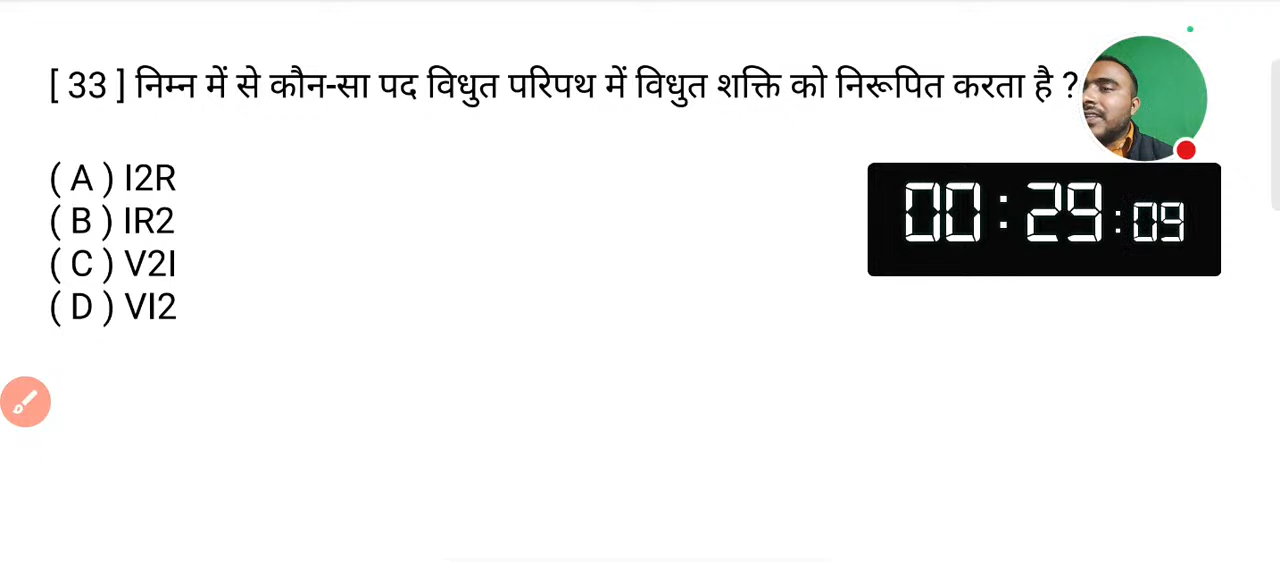 [ 33 ] निम्न में से कौन-सा पद विधुत परिपथ में विधुत शक्ति को निरूपित करता है ?
( A ) I2R
( B ) IR2
( C ) V2I
( D ) VI2
00:29:09